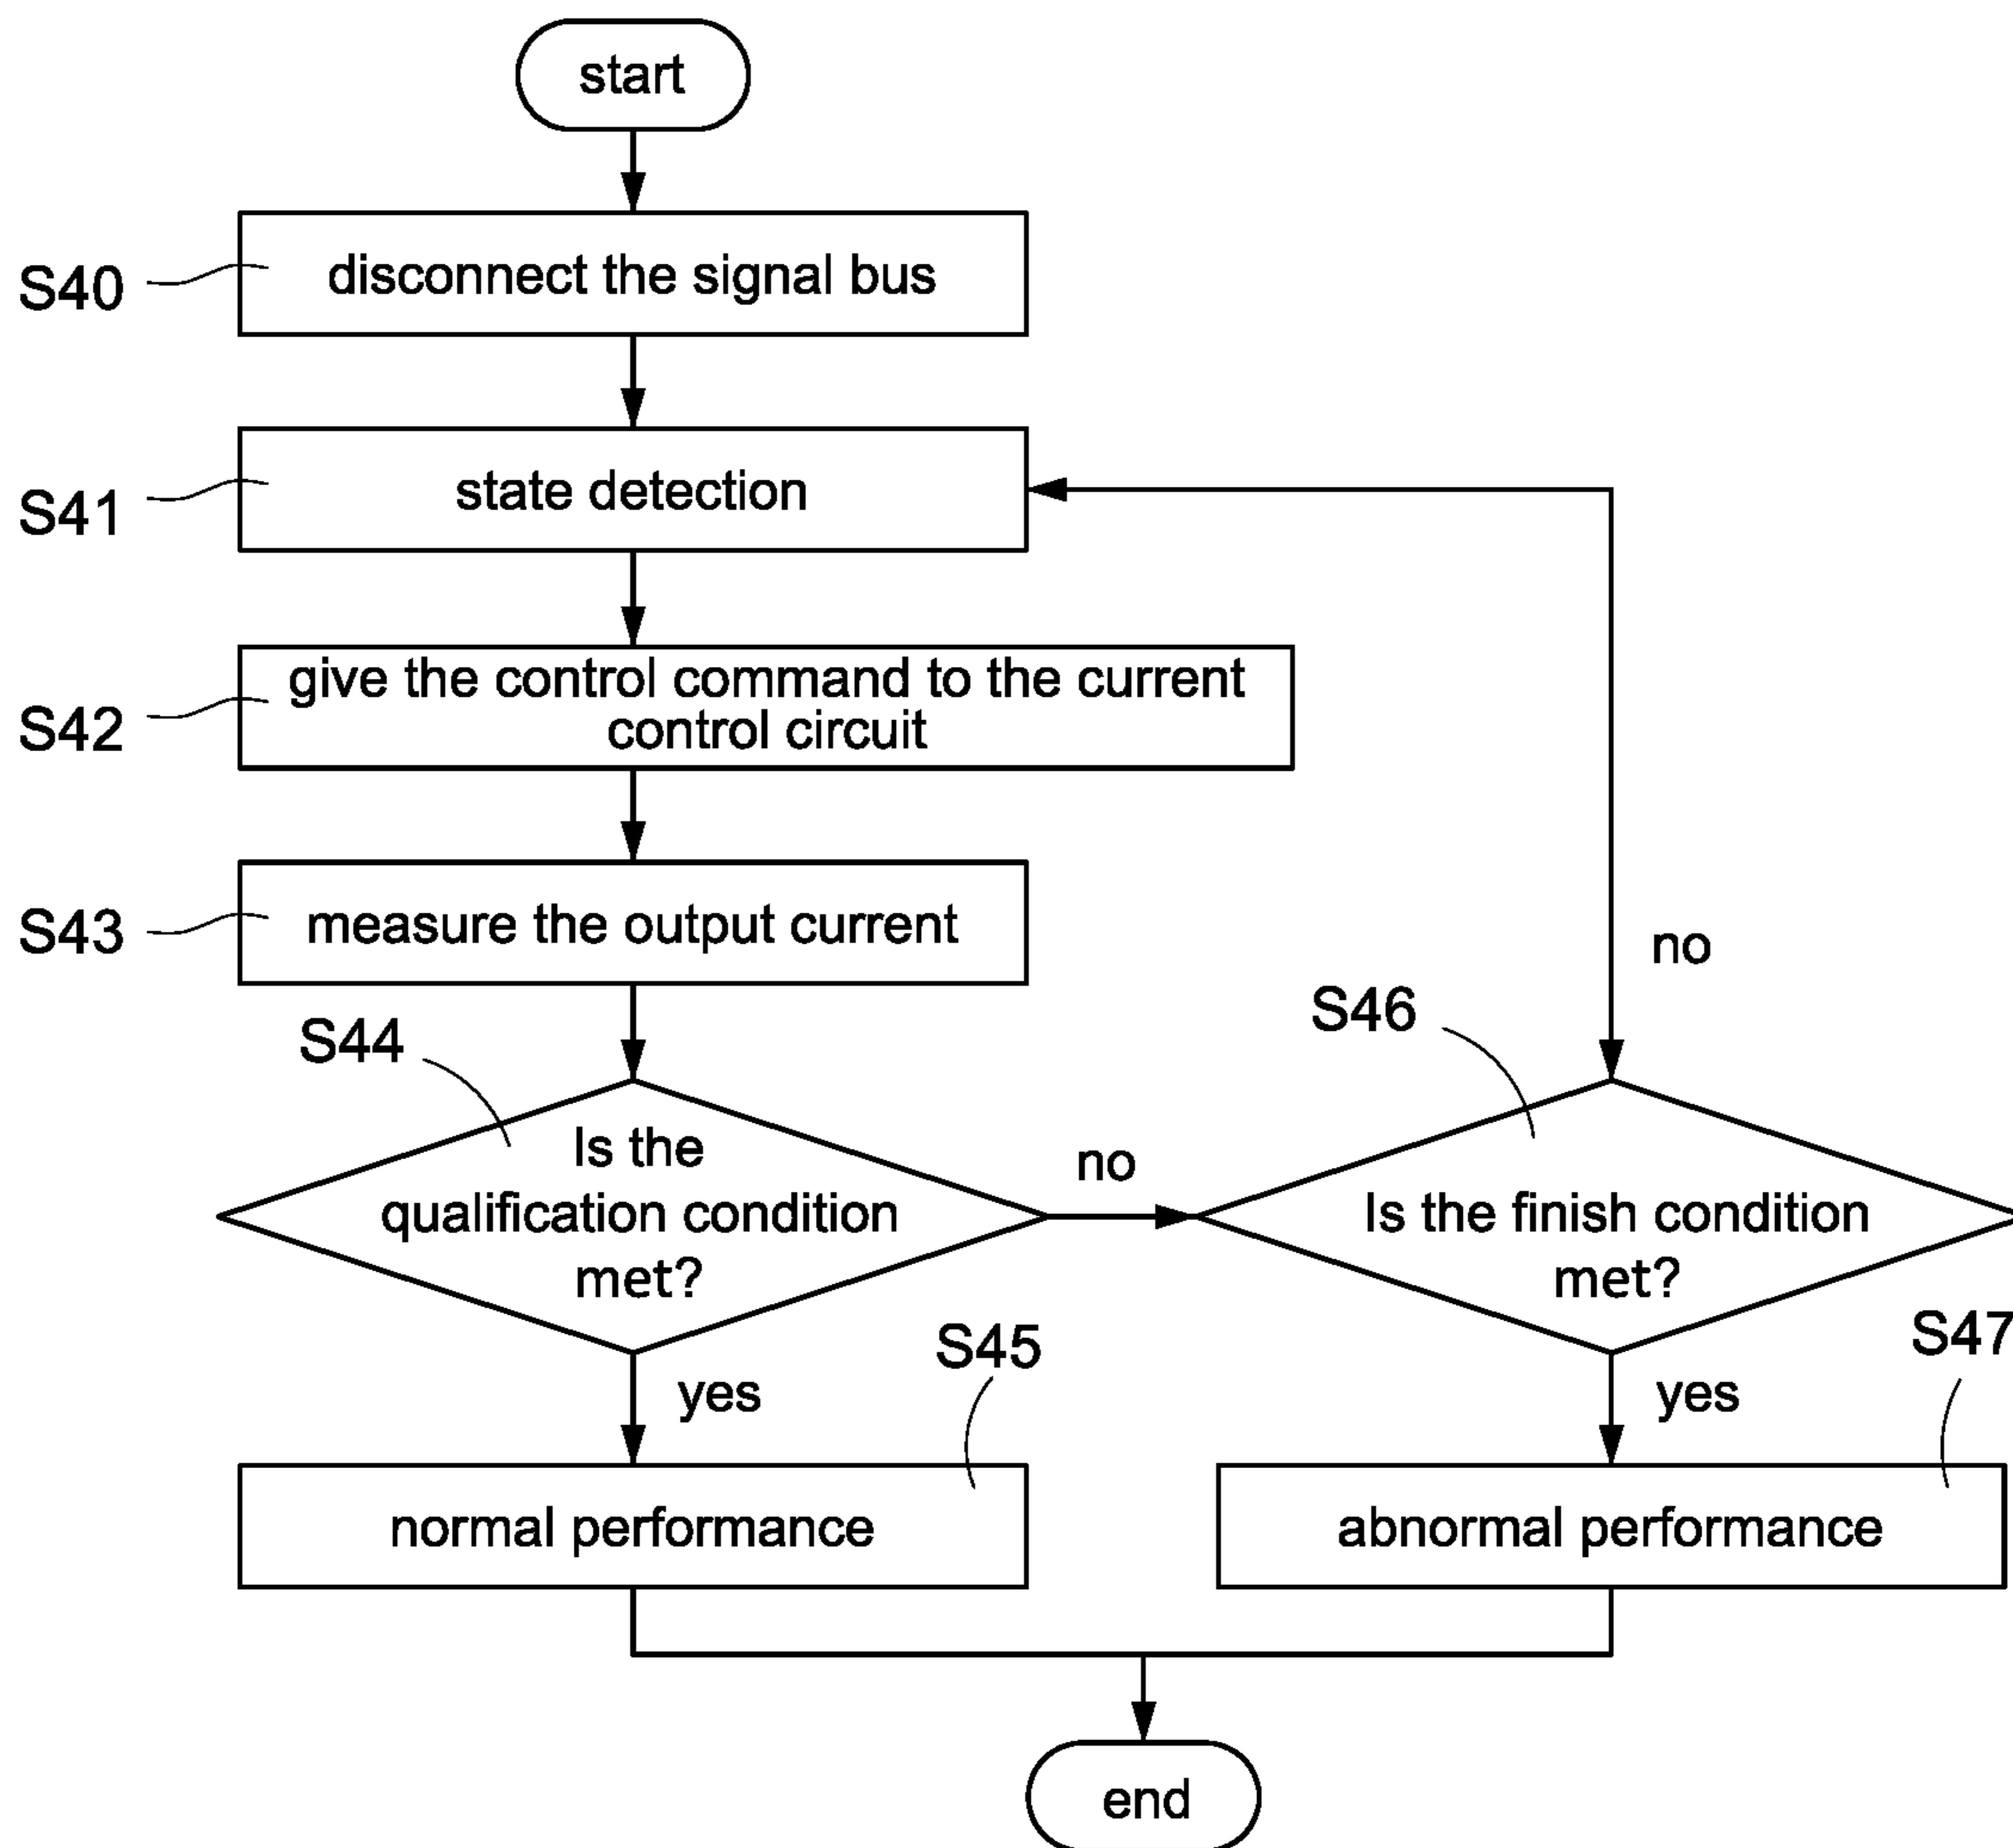 start
S40
disconnect the signal bus
S41
state detection
S42
give the control command to the current
control circuit
S43
measure the output current
no
S44
S46
Is the
qualification condition
met?
no
Is the finish condition
met?
yes
S45
yes
S47
normal performance
abnormal performance
end